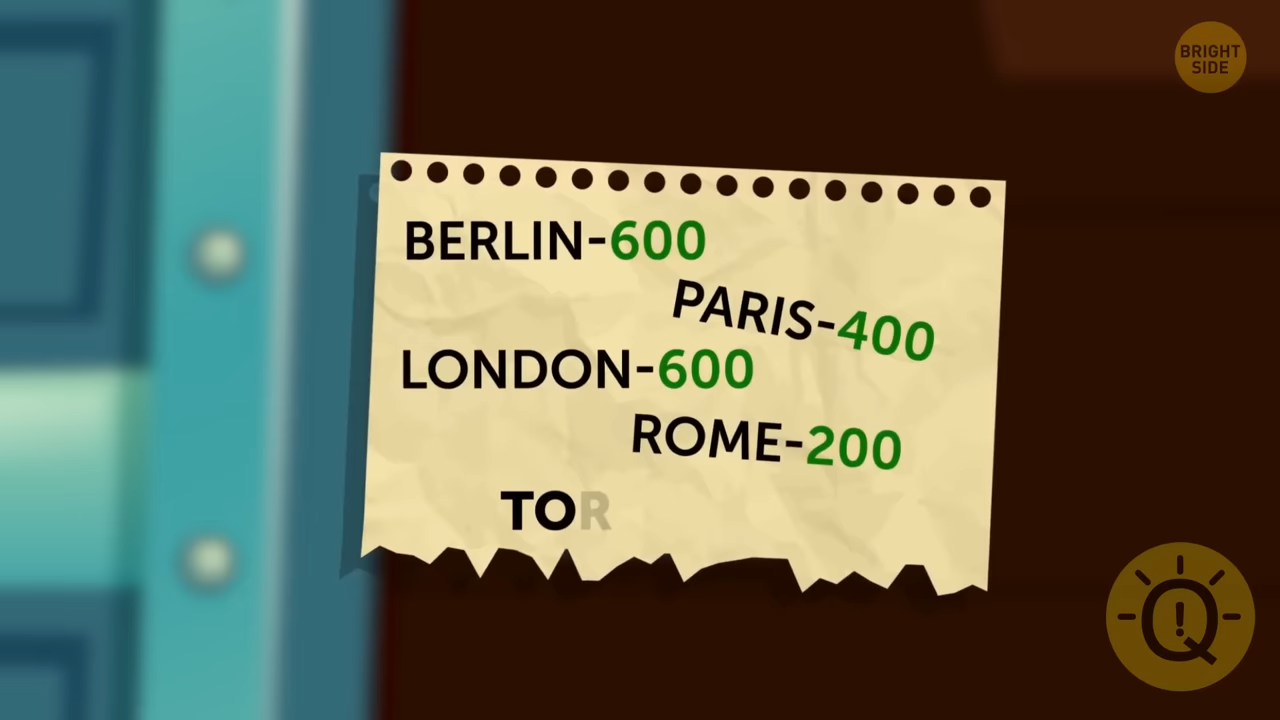 BRIGHT
SIDE
BERLIN-600
PARIS-400
LONDON-600
ROME-200
TOR
Q!